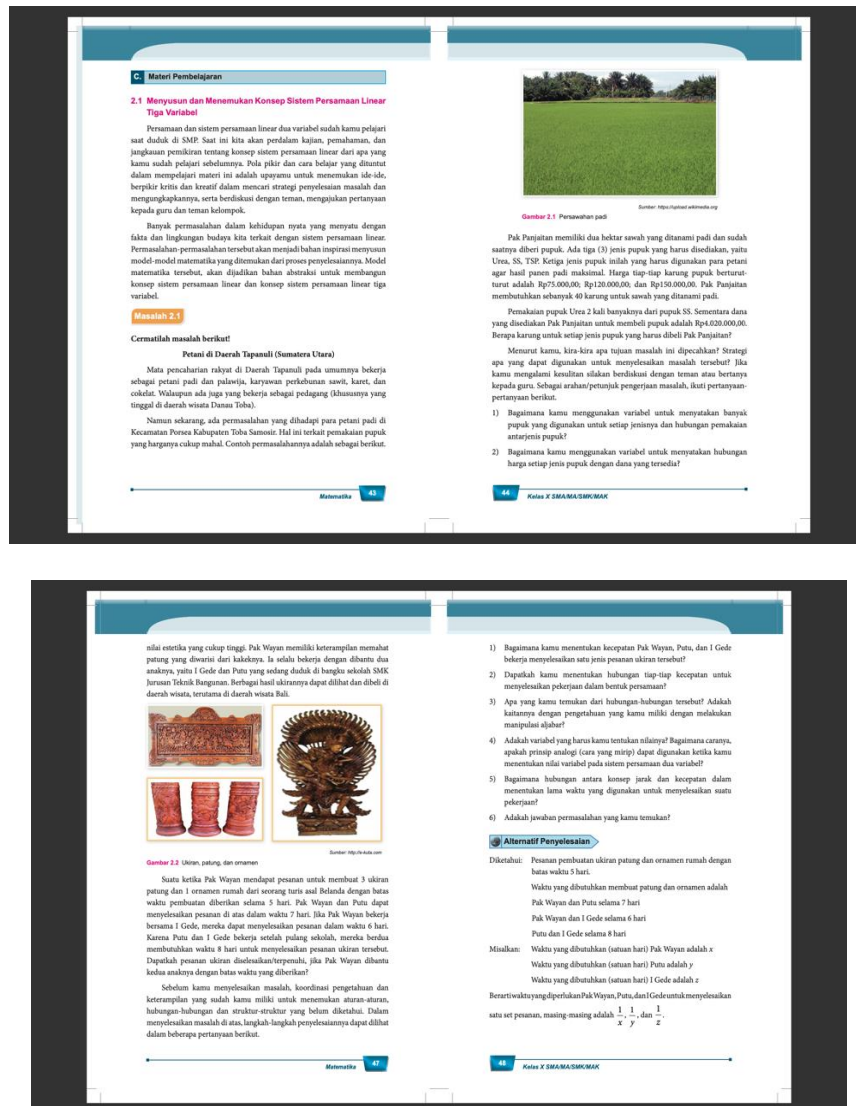 C. Materi Pembelajaran
2.1 Menyusun dan Menemukan Konsep Sistem Persamaan Linear
Tiga Variabel
Persamaan dan sistem persamaan linear dua variabel sudah kamu pelajari
saat duduk di SMP. Saat ini kita akan perdalam kajian, pemahaman, dan
jangkauan pemikiran tentang konsep sistem persamaan linear dari apa yang
kamu sudah pelajari sebelumnya. Pola pikir dan cara belajar yang dituntut
dalam mempelajari materi ini adalah upayamu untuk menemukan ide-ide,
berpikir kritis dan kreatif dalam mencari strategi penyelesaian masalah dan
mengungkapkannya, serta berdiskusi dengan teman, mengajukan pertanyaan
kepada guru dan teman kelompok.
Banyak permasalahan dalam kehidupan nyata yang menyatu dengan
fakta dan lingkungan budaya kita terkait dengan sistem persamaan linear.
Permasalahan-permasalahan tersebut akan menjadi bahan inspirasi menyusun
model-model matematika yang ditemukan dari proses penyelesaiannya. Model
matematika tersebut, akan dijadikan bahan abstraksi untuk membangun
konsep sistem persamaan linear dan konsep sistem persamaan linear tiga
variabel.
Masalah 2.1
Cermatilah masalah berikut!
Petani di Daerah Tapanuli (Sumatera Utara)
Mata pencaharian rakyat di Daerah Tapanuli pada umumnya bekerja
sebagai petani padi dan palawija, karyawan perkebunan sawit, karet, dan
cokelat. Walaupun ada juga yang bekerja sebagai pedagang (khususnya yang
tinggal di daerah wisata Danau Toba).
Namun sekarang, ada permasalahan yang dihadapi para petani padi di
Kecamatan Porsea Kabupaten Toba Samosir. Hal ini terkait pemakaian pupuk
yang harganya cukup mahal. Contoh permasalahannya adalah sebagai berikut.
Matematika 43
Sumber: https://upload.wikimedia.org
Gambar 2.1 Persawahan padi
Pak Panjaitan memiliki dua hektar sawah yang ditanami padi dan sudah
saatnya diberi pupuk. Ada tiga (3) jenis pupuk yang harus disediakan, yaitu
Urea, SS, TSP. Ketiga jenis pupuk inilah yang harus digunakan para petani
agar hasil panen padi maksimal. Harga tiap-tiap karung pupuk berturut-
turut adalah Rp75.000,00; Rp120.000,00; dan Rp150.000,00. Pak Panjaitan
membutuhkan sebanyak 40 karung untuk sawah yang ditanami padi.
Pemakaian pupuk Urea 2 kali banyaknya dari pupuk SS. Sementara dana
yang disediakan Pak Panjaitan untuk membeli pupuk adalah Rp4.020.000,00.
Berapa karung untuk setiap jenis pupuk yang harus dibeli Pak Panjaitan?
Menurut kamu, kira-kira apa tujuan masalah ini dipecahkan? Strategi
apa yang dapat digunakan untuk menyelesaikan masalah tersebut? Jika
kamu mengalami kesulitan silakan berdiskusi dengan teman atau bertanya
kepada guru. Sebagai arahan/petunjuk pengerjaan masalah, ikuti pertanyaan-
pertanyaan berikut.
1) Bagaimana kamu menggunakan variabel untuk menyatakan banyak
pupuk yang digunakan untuk setiap jenisnya dan hubungan pemakaian
antarjenis pupuk?
2) Bagaimana kamu menggunakan variabel untuk menyatakan hubungan
harga setiap jenis pupuk dengan dana yang tersedia?
44 Kelas X SMA/MA/SMK/MAK
nilai estetika yang cukup tinggi. Pak Wayan memiliki keterampilan memahat
patung yang diwarisi dari kakeknya. Ia selalu bekerja dengan dibantu dua
anaknya, yaitu I Gede dan Putu yang sedang duduk di bangku sekolah SMK
Jurusan Teknik Bangunan. Berbagai hasil ukirannya dapat dilihat dan dibeli di
daerah wisata, terutama di daerah wisata Bali.
Sumber: http://e-kuta.com
Gambar 2.2 Ukiran, patung, dan ornamen
Suatu ketika Pak Wayan mendapat pesanan untuk membuat 3 ukiran
patung dan 1 ornamen rumah dari seorang turis asal Belanda dengan batas
waktu pembuatan diberikan selama 5 hari. Pak Wayan dan Putu dapat
menyelesaikan pesanan di atas dalam waktu 7 hari. Jika Pak Wayan bekerja
bersama I Gede, mereka dapat menyelesaikan pesanan dalam waktu 6 hari.
Karena Putu dan I Gede bekerja setelah pulang sekolah, mereka berdua
membutuhkan waktu 8 hari untuk menyelesaikan pesanan ukiran tersebut.
Dapatkah pesanan ukiran diselesaikan/terpenuhi, jika Pak Wayan dibantu
kedua anaknya dengan batas waktu yang diberikan?
Sebelum kamu menyelesaikan masalah, koordinasi pengetahuan dan
keterampilan yang sudah kamu miliki untuk menemukan aturan-aturan,
hubungan-hubungan dan struktur-struktur yang belum diketahui. Dalam
menyelesaikan masalah di atas, langkah-langkah penyelesaiannya dapat dilihat
dalam beberapa pertanyaan berikut.
Matematika 47
1) Bagaimana kamu menentukan kecepatan Pak Wayan, Putu, dan I Gede
bekerja menyelesaikan satu jenis pesanan ukiran tersebut?
2) Dapatkah kamu menentukan hubungan tiap-tiap kecepatan untuk
menyelesaikan pekerjaan dalam bentuk persamaan?
3) Apa yang kamu temukan dari hubungan-hubungan tersebut? Adakah
kaitannya dengan pengetahuan yang kamu miliki dengan melakukan
manipulasi aljabar?
4) Adakah variabel yang harus kamu tentukan nilainya? Bagaimana caranya,
apakah prinsip analogi (cara yang mirip) dapat digunakan ketika kamu
menentukan nilai variabel pada sistem persamaan dua variabel?
5) Bagaimana hubungan antara konsep jarak dan kecepatan dalam
menentukan lama waktu yang digunakan untuk menyelesaikan suatu
pekerjaan?
6) Adakah jawaban permasalahan yang kamu temukan?
Alternatif Penyelesaian
Diketahui: Pesanan pembuatan ukiran patung dan ornamen rumah dengan
batas waktu 5 hari.
Waktu yang dibutuhkan membuat patung dan ornamen adalah
Pak Wayan dan Putu selama 7 hari
Pak Wayan dan I Gede selama 6 hari
Putu dan I Gede selama 8 hari
Misalkan: Waktu yang dibutuhkan (satuan hari) Pak Wayan adalah x
Waktu yang dibutuhkan (satuan hari) Putu adalah y
Waktu yang dibutuhkan (satuan hari) I Gede adalah z
Berarti waktu yang diperlukan Pak Wayan, Putu, dan I Gede untuk menyelesaikan
satu set pesanan, masing-masing adalah 1/x, 1/y, dan 1/z.
48 Kelas X SMA/MA/SMK/MAK